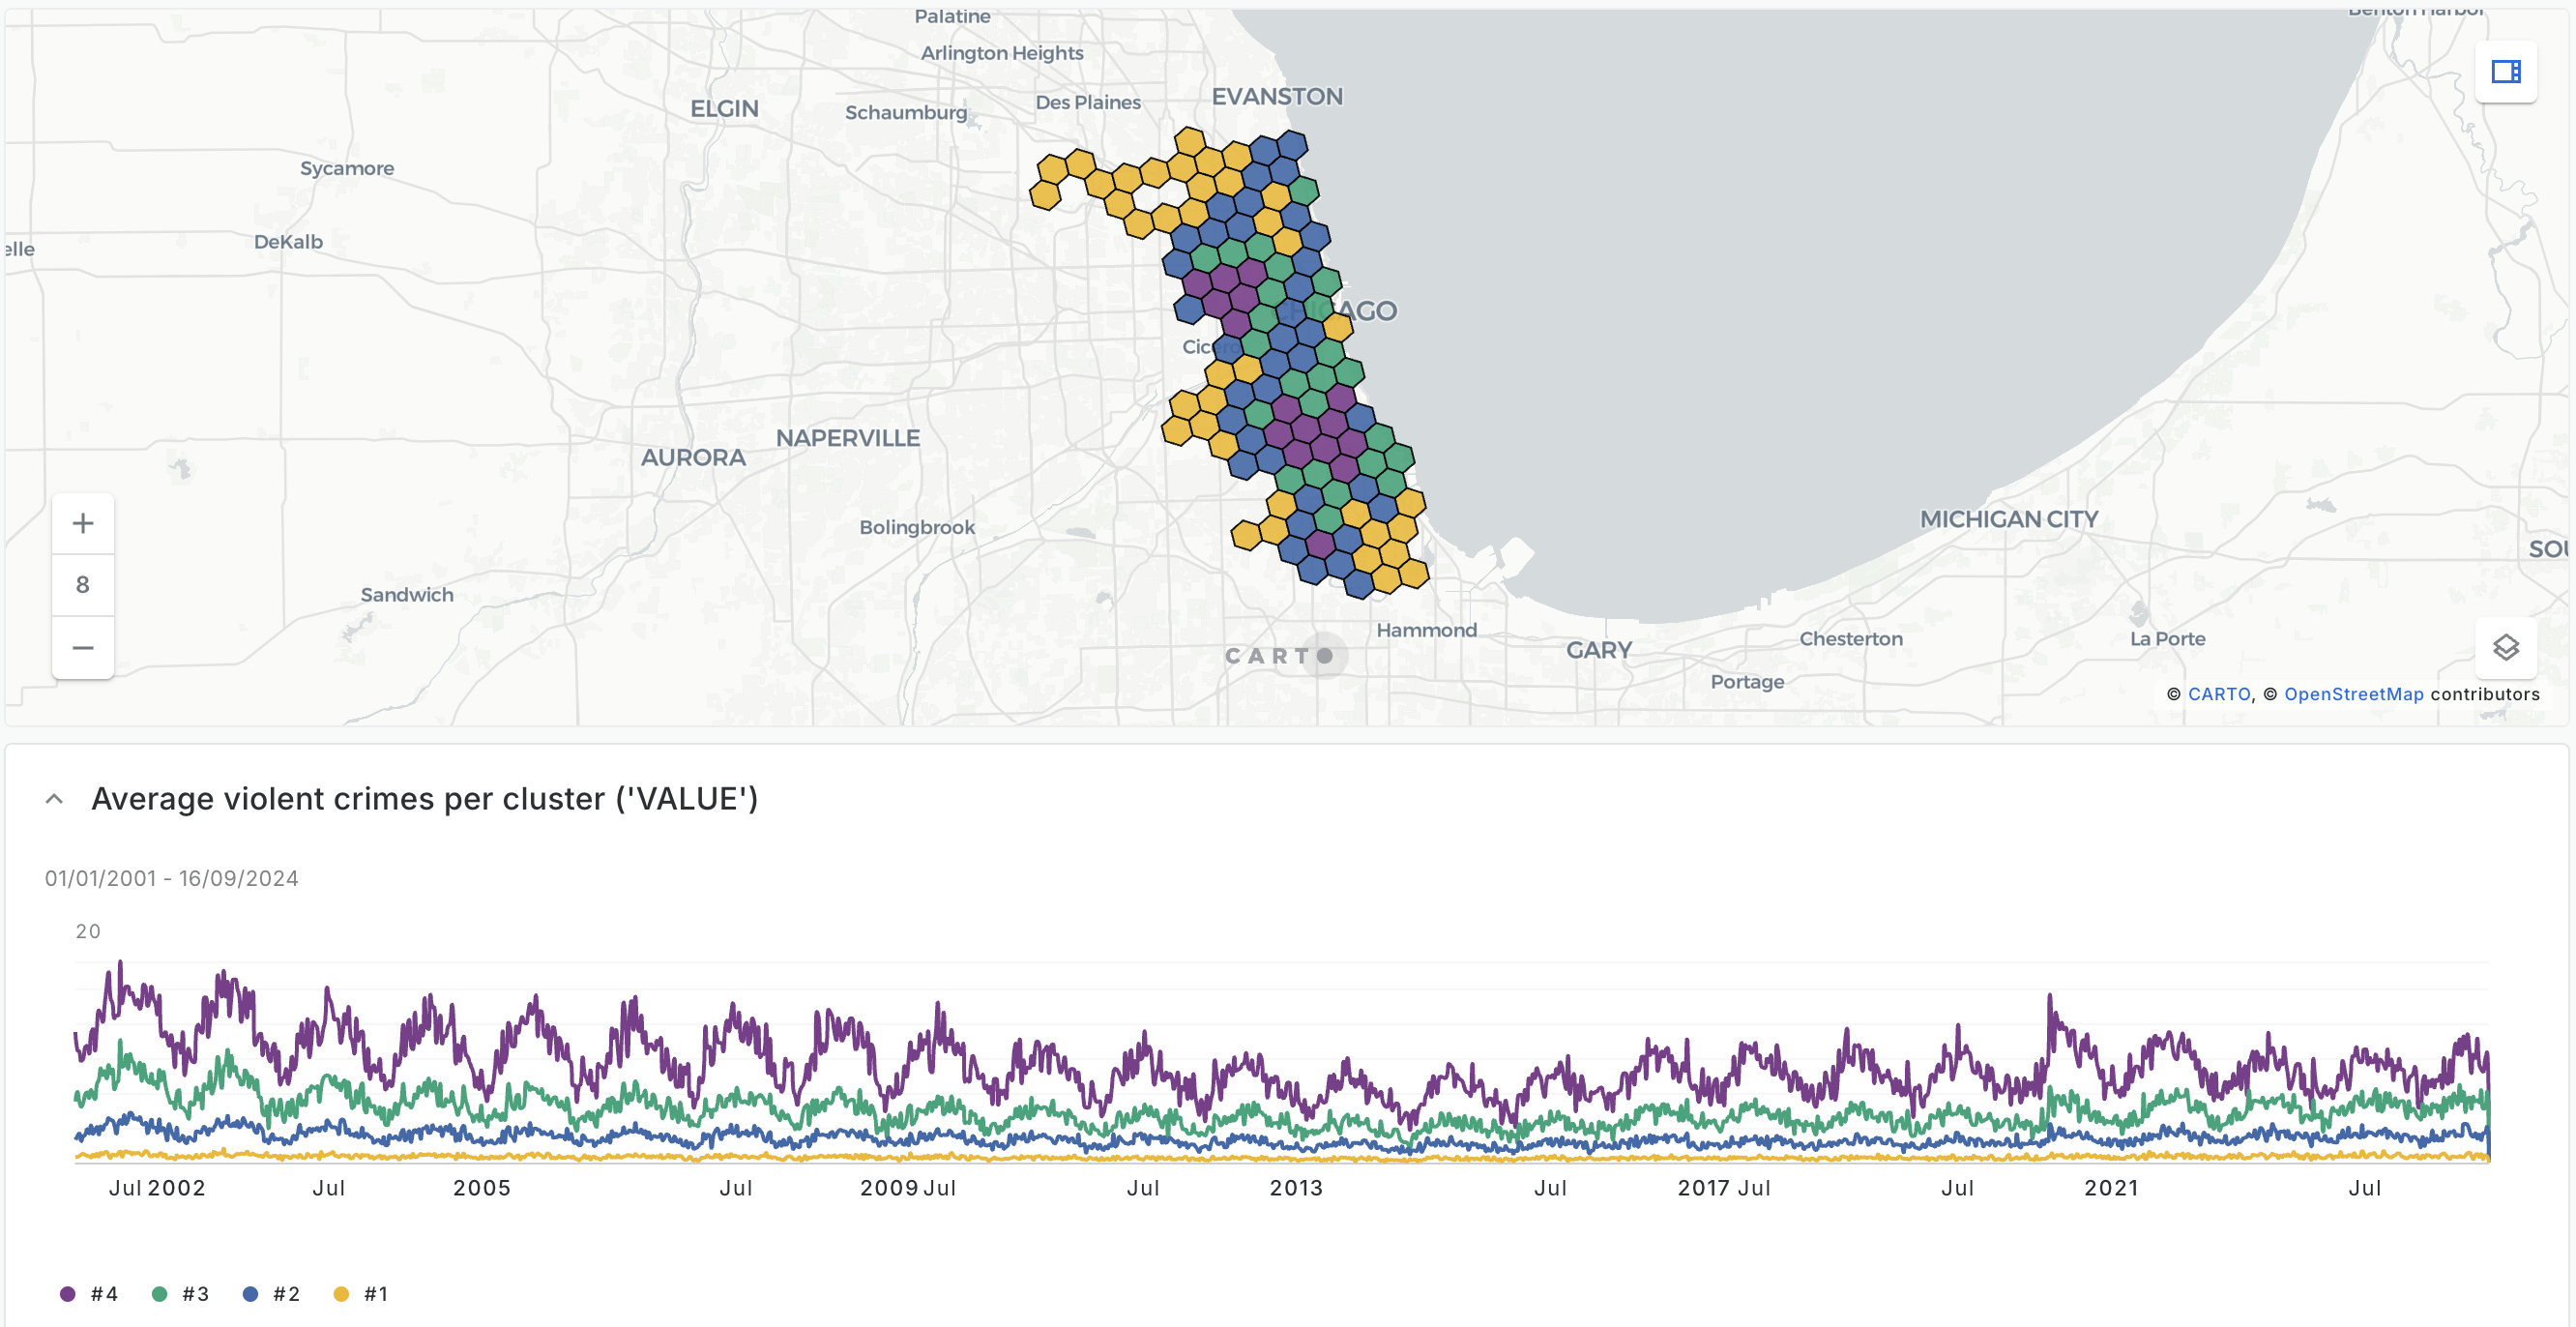 Palatine
Benton Harbor
Arlington Heights
EVANSTON
Des Plaines
ELGIN
Schaumburg
Sycamore
DeKalb
elle
CHICAGO
Cicero
NAPERVILLE
AURORA
Bolingbrook
MICHIGAN CITY
SOU
+
8
−
Sandwich
Hammond
CARTO
GARY
Chesterton
La Porte
Portage
© CARTO, © OpenStreetMap contributors
Average violent crimes per cluster ('VALUE')
01/01/2001 - 16/09/2024
20
Jul 2002 Jul 2005 Jul 2009 Jul Jul 2013 Jul 2017 Jul Jul 2021 Jul
#4 #3 #2 #1